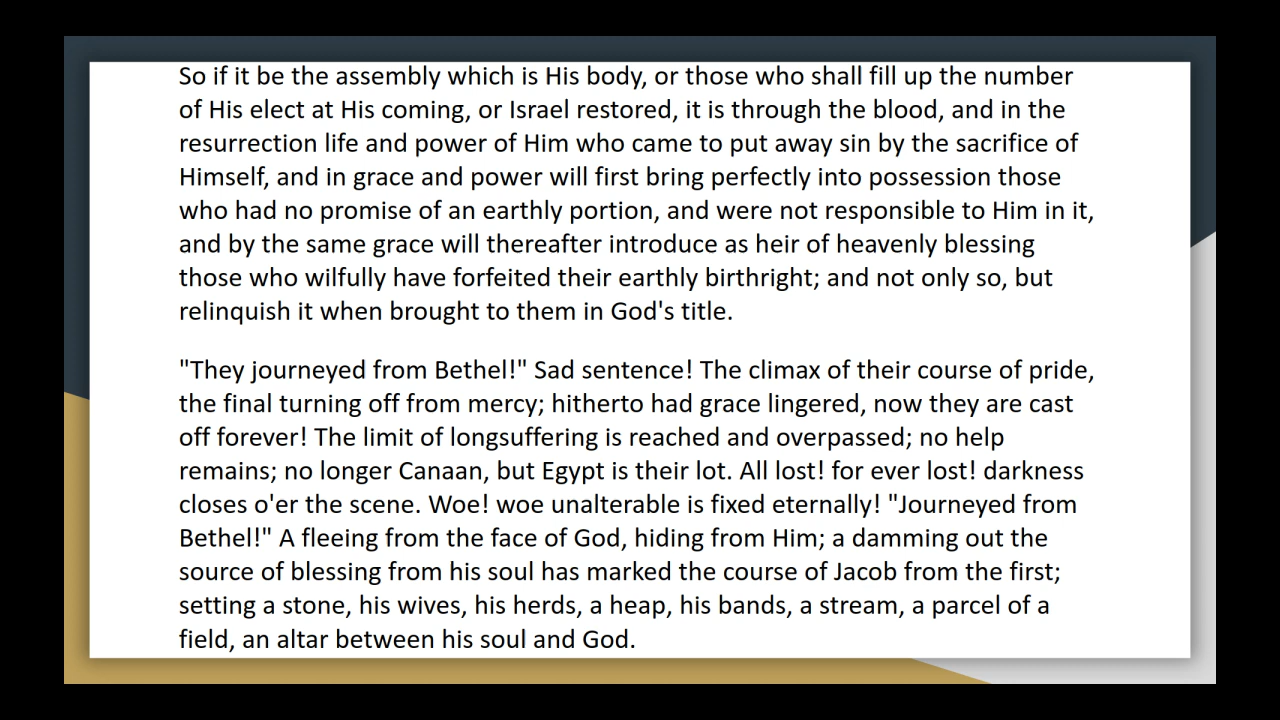 So if it be the assembly which is His body, or those who shall fill up the number
of His elect at His coming, or Israel restored, it is through the blood, and in the
resurrection life and power of Him who came to put away sin by the sacrifice of
Himself, and in grace and power will first bring perfectly into possession those
who had no promise of an earthly portion, and were not responsible to Him in it,
and by the same grace will thereafter introduce as heir of heavenly blessing
those who wilfully have forfeited their earthly birthright; and not only so, but
relinquish it when brought to them in God's title.
"They journeyed from Bethel!" Sad sentence! The climax of their course of pride,
the final turning off from mercy; hitherto had grace lingered, now they are cast
off forever! The limit of longsuffering is reached and overpassed; no help
remains; no longer Canaan, but Egypt is their lot. All lost! for ever lost! darkness
closes o'er the scene. Woe! woe unalterable is fixed eternally! "Journeyed from
Bethel!" A fleeing from the face of God, hiding from Him; a damming out the
source of blessing from his soul has marked the course of Jacob from the first;
setting a stone, his wives, his herds, a heap, his bands, a stream, a parcel of a
field, an altar between his soul and God.